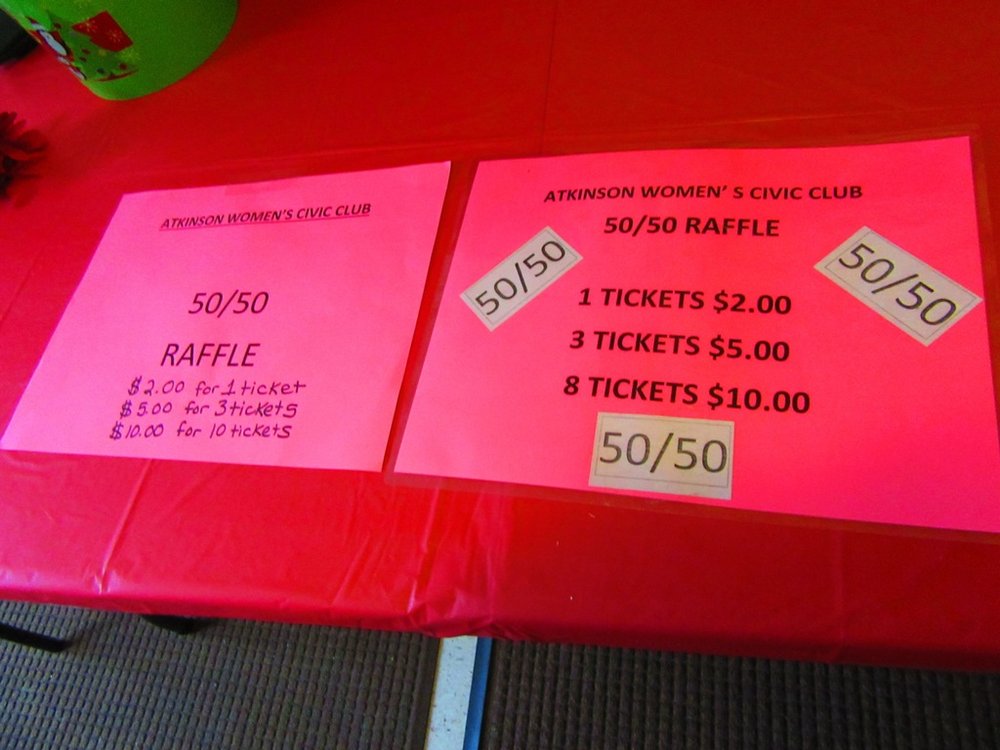 ATKINSON WOMEN'S CIVIC CLUB
50/50
RAFFLE
$2.00 for 1 ticket
$5.00 for 3 tickets
$10.00 for 10 tickets
ATKINSON WOMEN' S CIVIC CLUB
50/50 RAFFLE
50/50
50/50
1 TICKETS $2.00
3 TICKETS $5.00
8 TICKETS $10.00
50/50